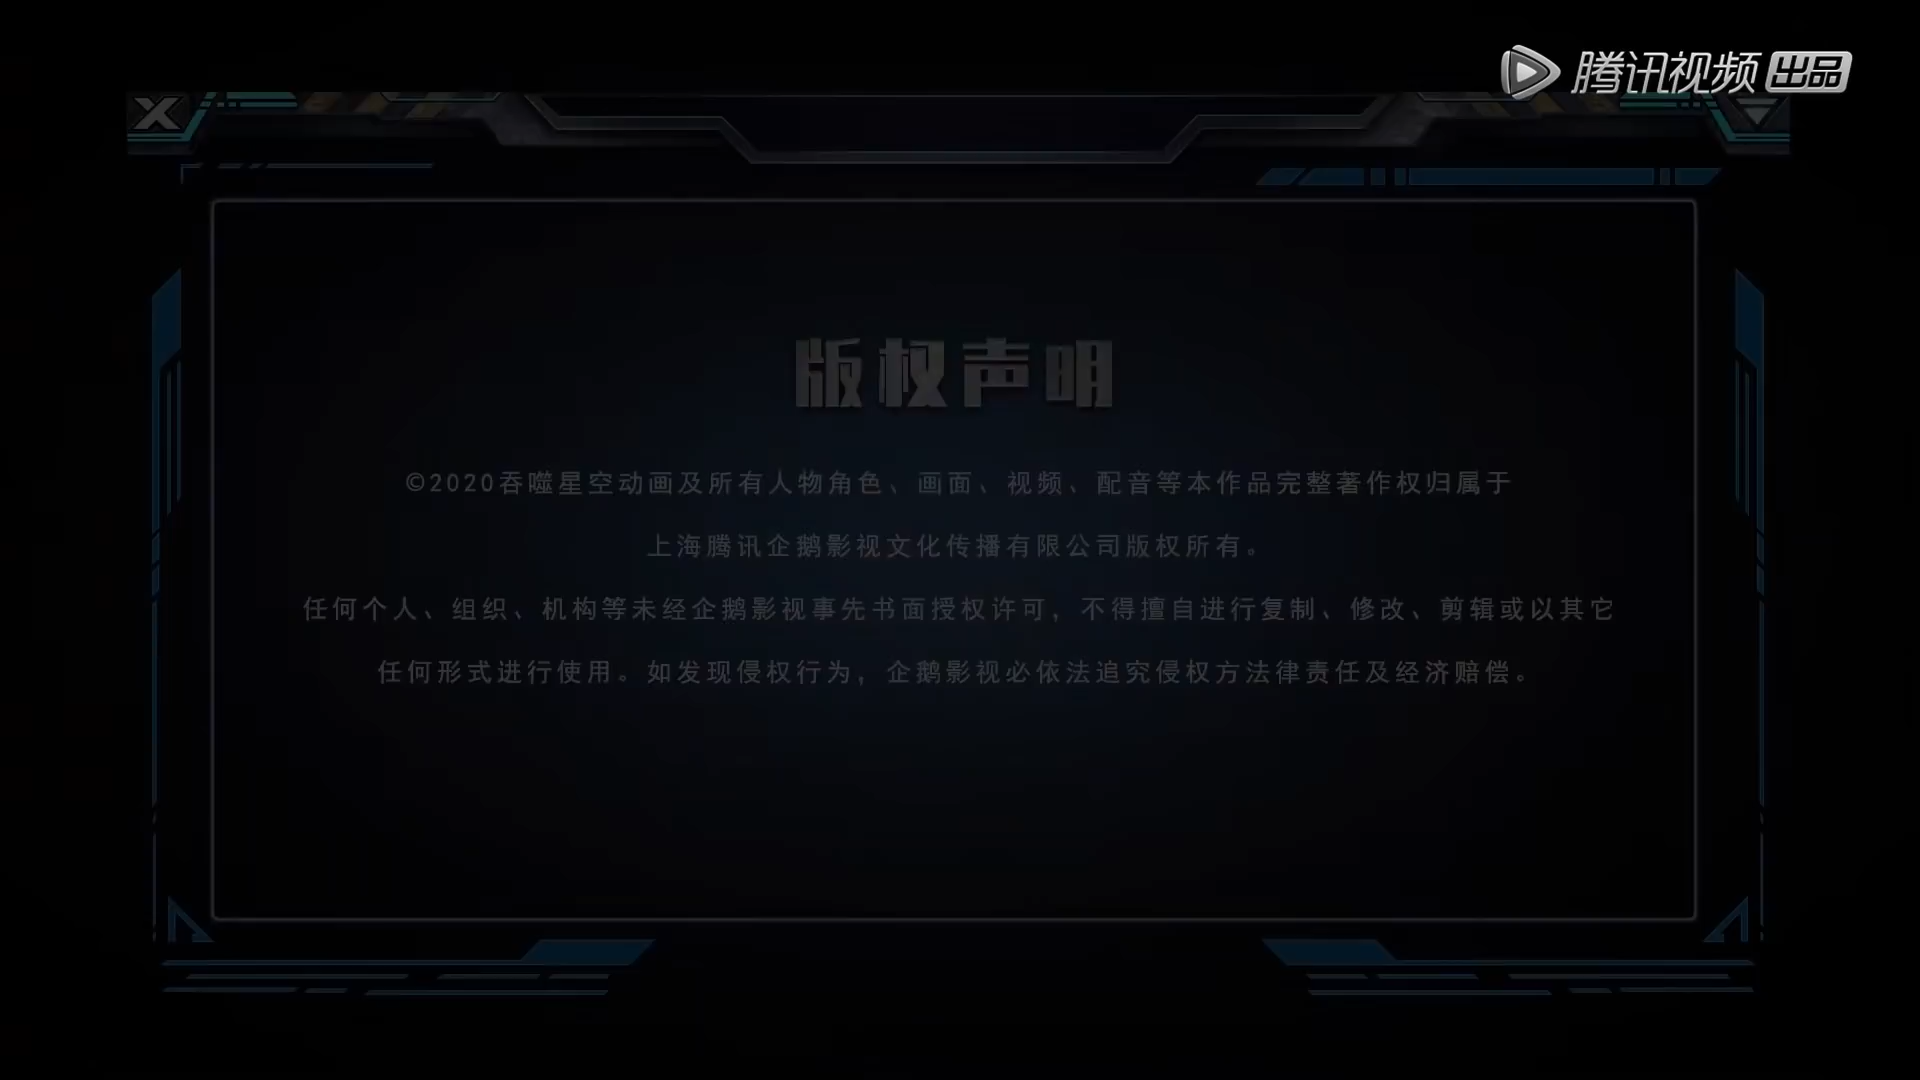 腾讯视频 出品
版权声明
©2020吞噬星空动画及所有人物角色、画面、视频、配音等本作品完整著作权归属于
上海腾讯企鹅影视文化传播有限公司版权所有。
任何个人、组织、机构等未经企鹅影视事先书面授权许可，不得擅自进行复制、修改、剪辑或以其它
任何形式进行使用。如发现侵权行为，企鹅影视必依法追究侵权方法律责任及经济赔偿。